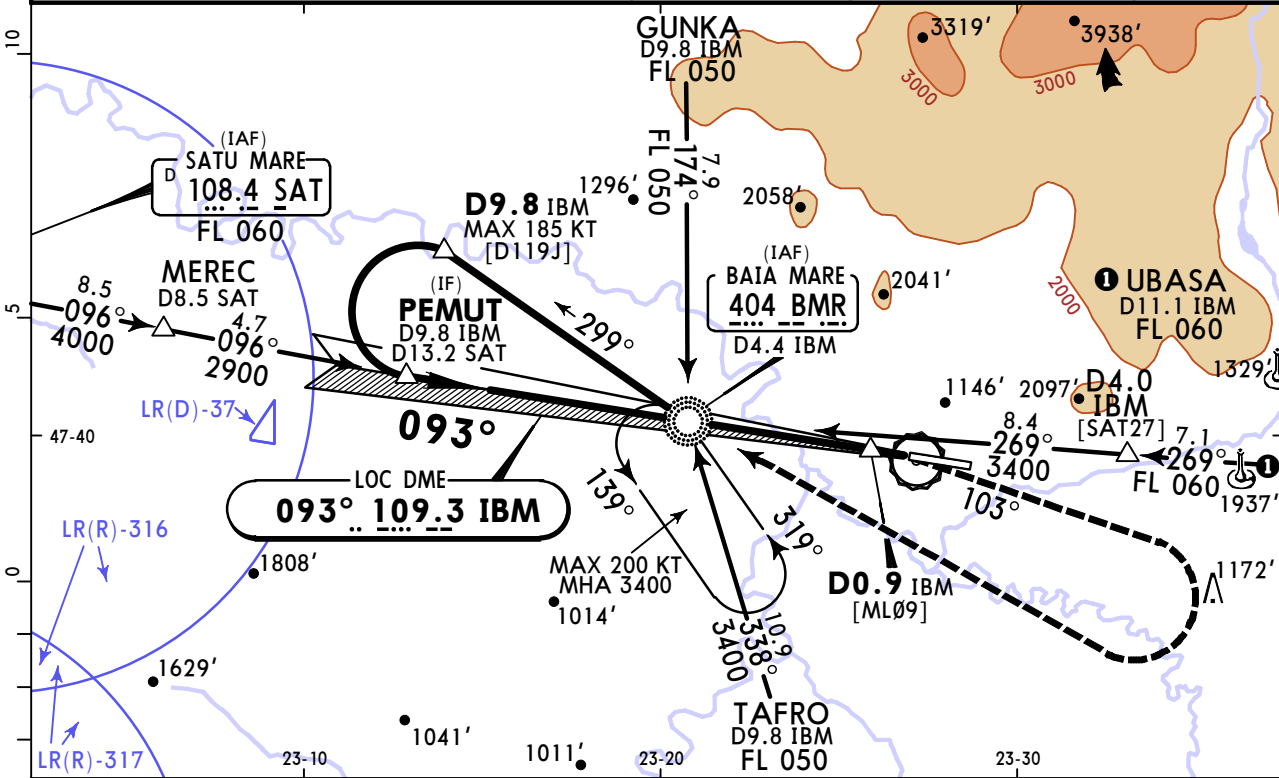 10
5
47-40
0
GUNKA
D9.8 IBM
FL 050
3319'
3938'
3000
3000
(IAF)
SATU MARE
D
108.4 SAT
FL 060
1296'
FL 050
174°
7.9
2058'
D9.8 IBM
MAX 185 KT
[D119J]
(IAF)
BAIA MARE
404 BMR
D4.4 IBM
2041'
2000
1 UBASA
D11.1 IBM
FL 060
MEREC
D8.5 SAT
8.5
096°
4000
4.7
096°
2900
(IF)
PEMUT
D9.8 IBM
D13.2 SAT
299°
1329'
1146'
2097'
D4.0
IBM
[SAT27]
LR(D)-37
093°
8.4
269°
3400
7.1
269°
FL 060
1
1937'
LOC DME
093° 109.3 IBM
139°
319°
103°
LR(R)-316
1808'
MAX 200 KT
MHA 3400
1014'
D0.9 IBM
[MLØ9]
1172'
10.9
338°
3400
1629'
1041'
1011'
TAFRO
D9.8 IBM
FL 050
LR(R)-317
23-10
23-20
23-30